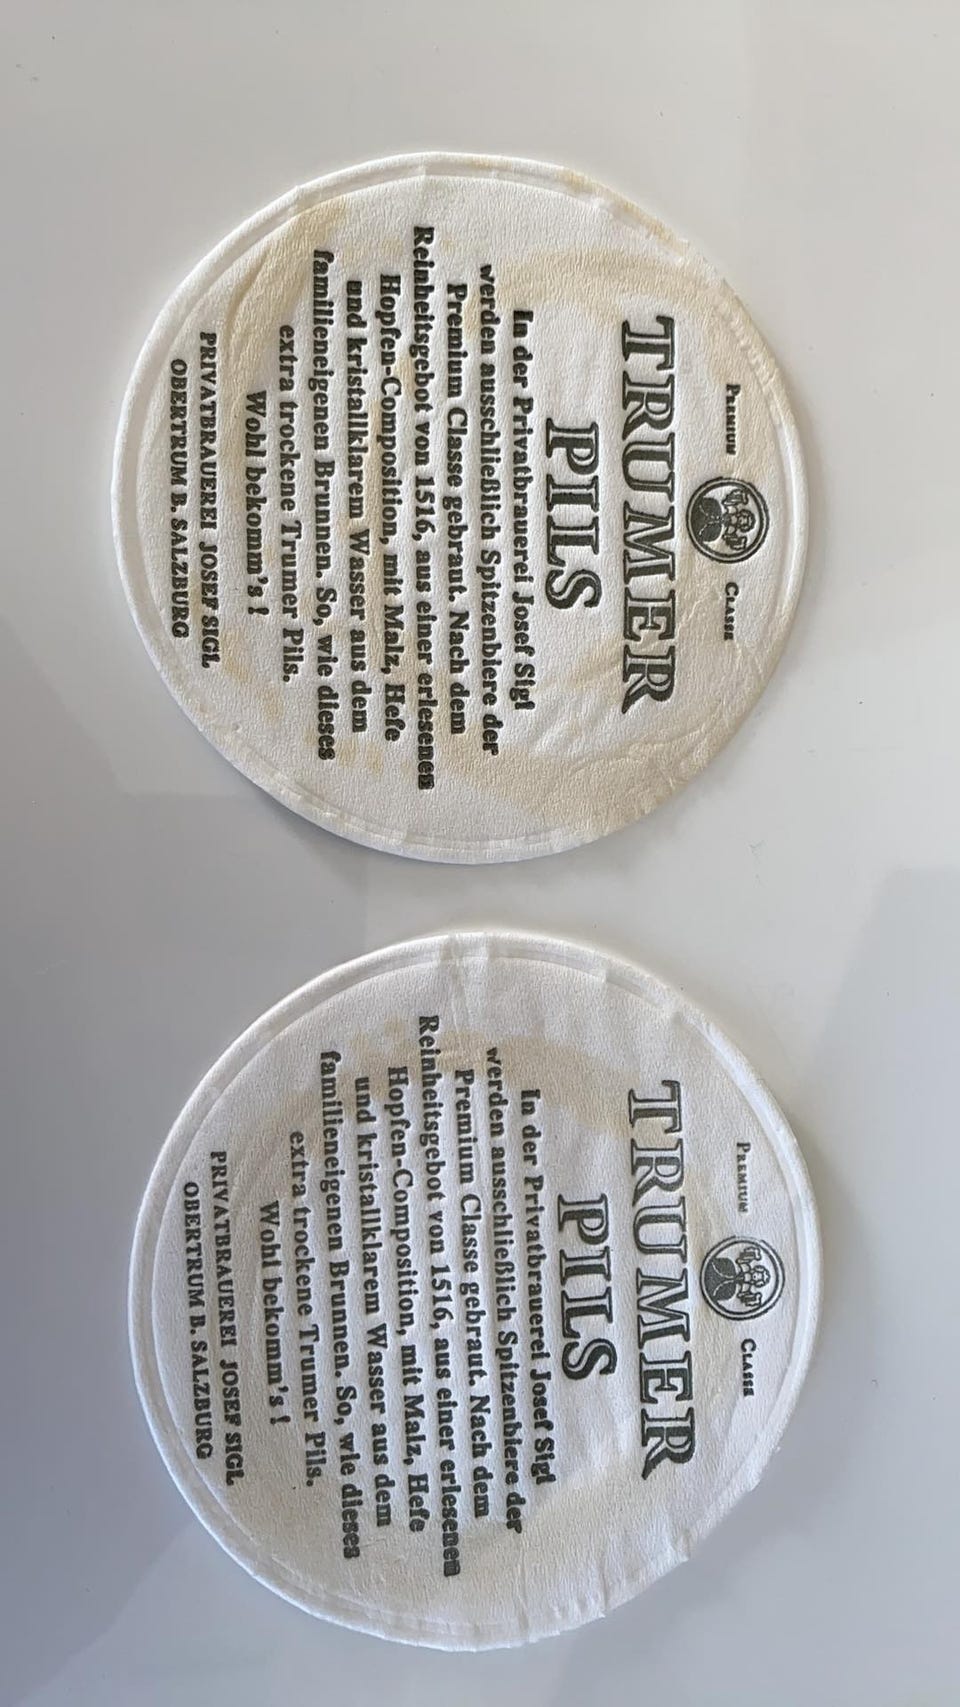 PREMIUM CLASSE
TRUMER
PILS
In der Privatbrauerei Josef Sigl
werden ausschließlich Spitzenbiere der
Premium Classe gebraut. Nach dem
Reinheitsgebot von 1516, aus einer erlesenen
Hopfen-Composition, mit Malz, Hefe
und kristallklarem Wasser aus dem
familieneigenen Brunnen. So, wie dieses
extra trockene Trumer Pils.
Wohl bekomm's !
PRIVATBRAUEREI JOSEF SIGL
OBERTRUM B. SALZBURG
PREMIUM CLASSE
TRUMER
PILS
In der Privatbrauerei Josef Sigl
werden ausschließlich Spitzenbiere der
Premium Classe gebraut. Nach dem
Reinheitsgebot von 1516, aus einer erlesenen
Hopfen-Composition, mit Malz, Hefe
und kristallklarem Wasser aus dem
familieneigenen Brunnen. So, wie dieses
extra trockene Trumer Pils.
Wohl bekomm's !
PRIVATBRAUEREI JOSEF SIGL
OBERTRUM B. SALZBURG